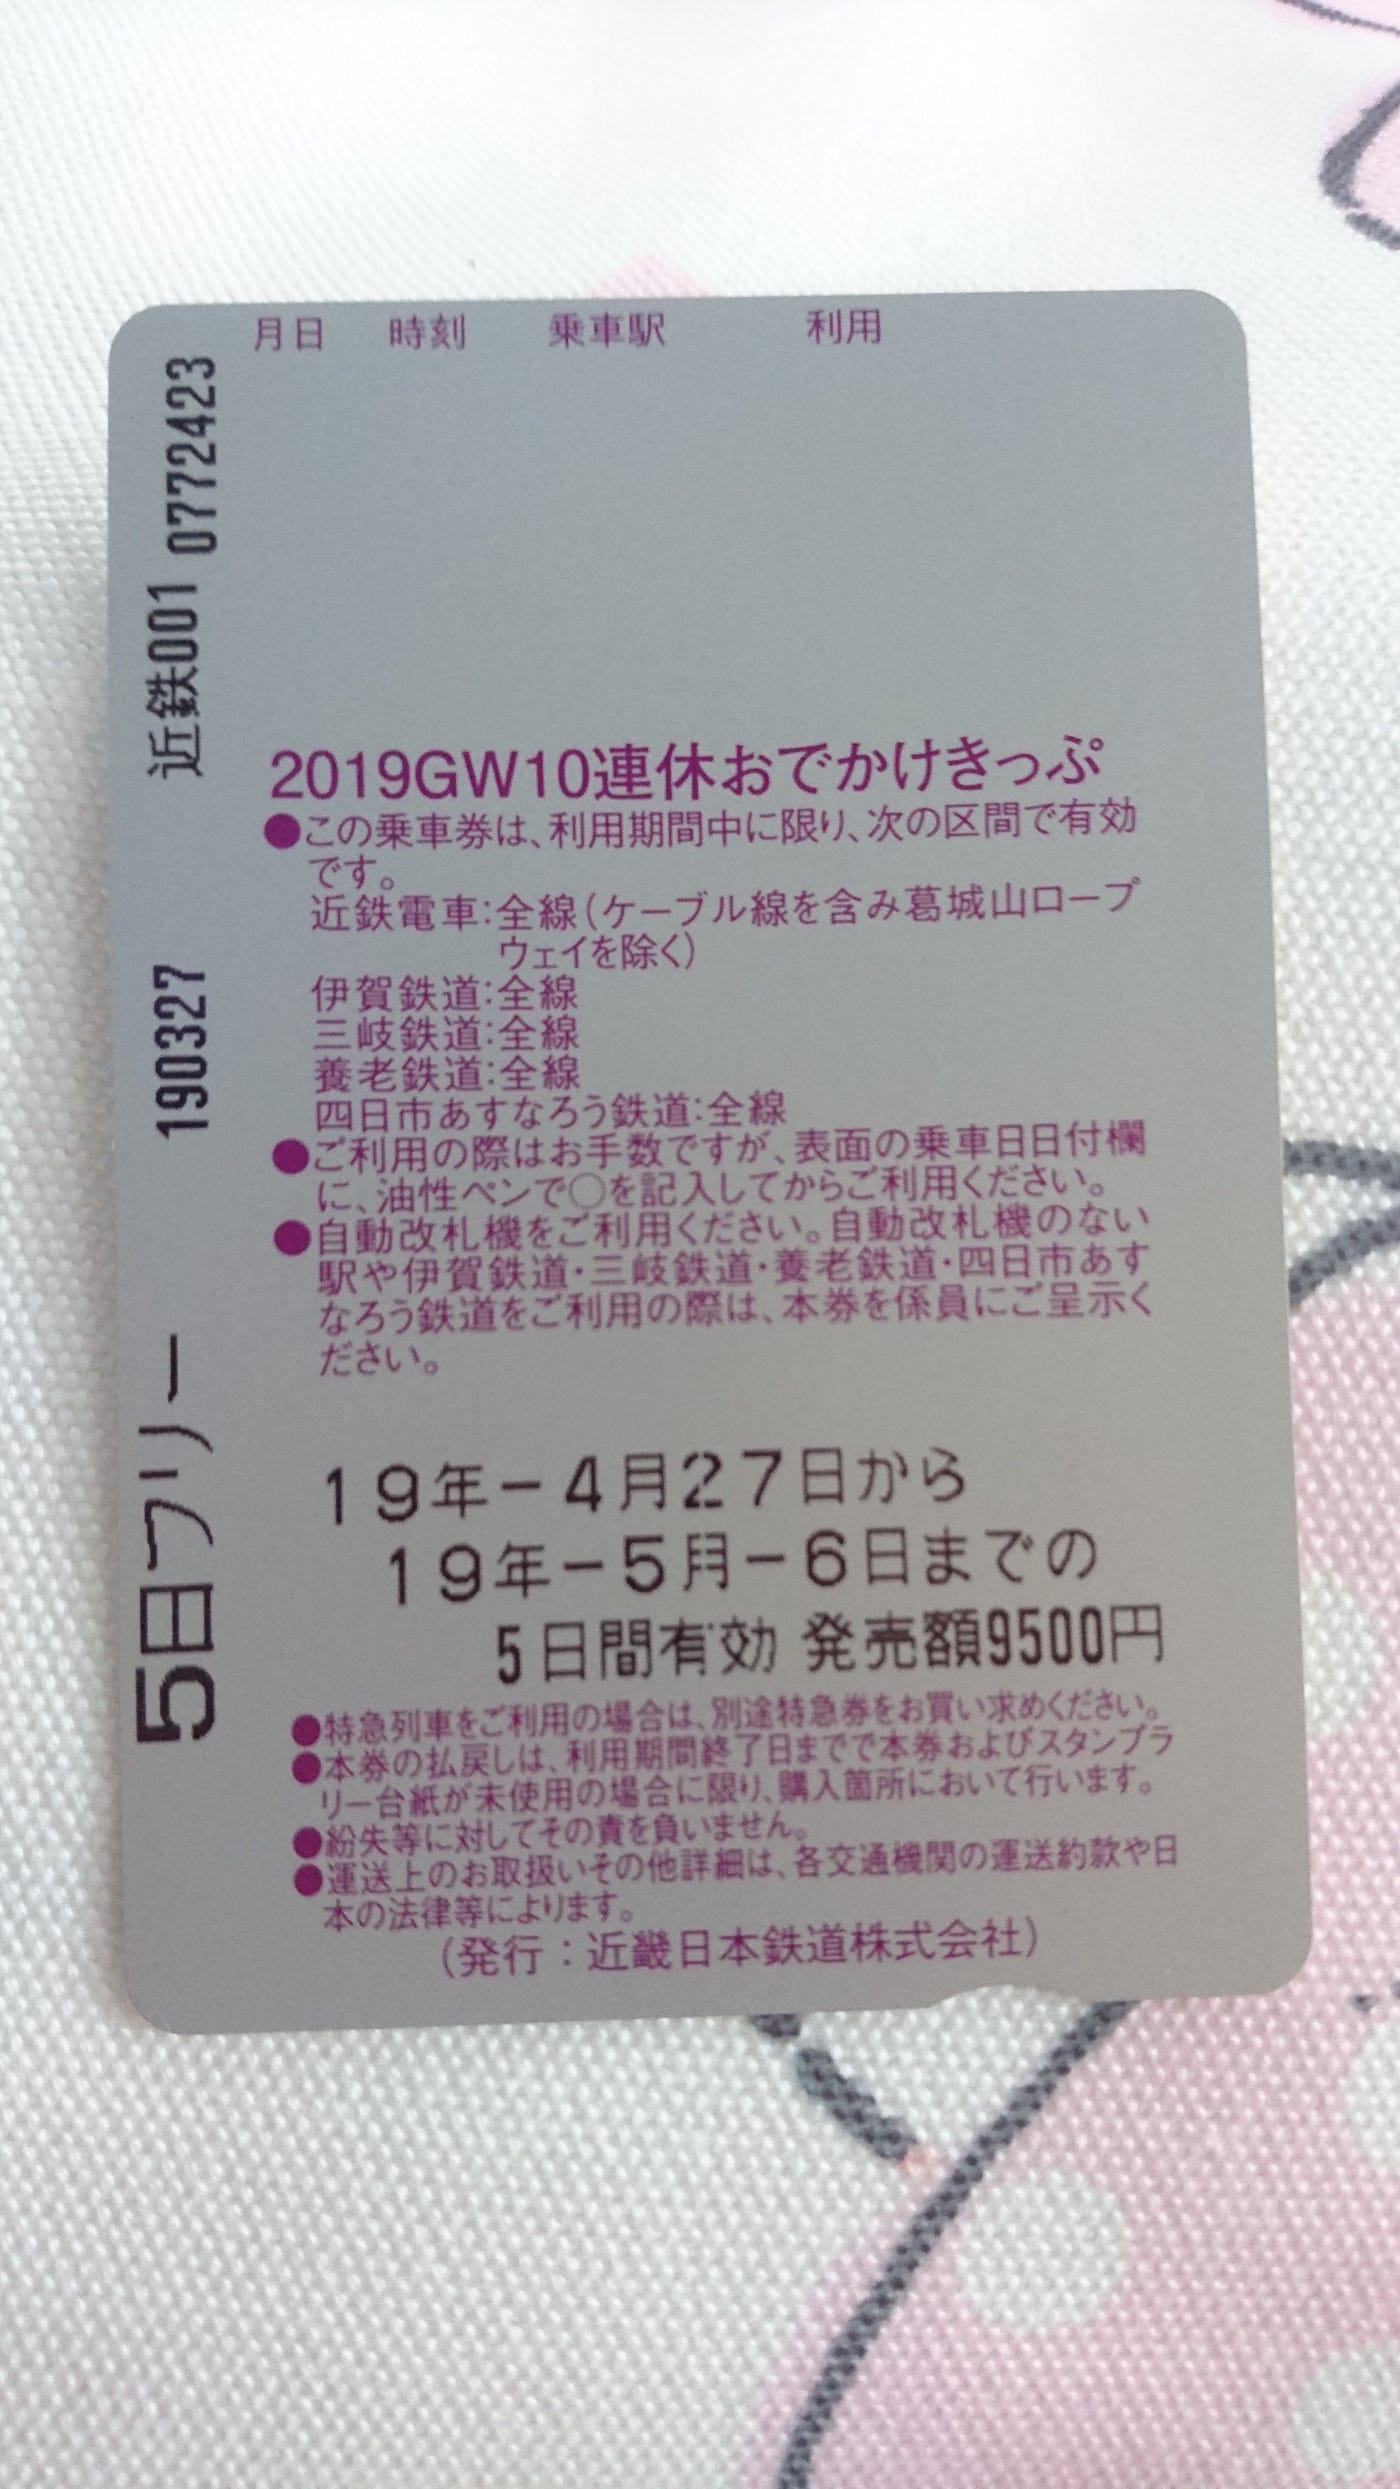 月日 時刻 乗車駅 利用
近鉄001 0772423
190327
5日フリー
2019GW10連休おでかけきっぷ
●この乗車券は、利用期間中に限り、次の区間で有効
です。
近鉄電車:全線(ケーブル線を含み葛城山ロープ
ウェイを除く)
伊賀鉄道:全線
三岐鉄道:全線
養老鉄道:全線
四日市あすなろう鉄道:全線
●ご利用の際はお手数ですが、表面の乗車日日付欄
に、油性ペンで○を記入してからご利用ください。
●自動改札機をご利用ください。自動改札機のない
駅や伊賀鉄道・三岐鉄道・養老鉄道・四日市あす
なろう鉄道をご利用の際は、本券を係員にご呈示く
ださい。
19年-4月27日から
19年-5月-6日までの
5日間有効 発売額9500円
●特急列車をご利用の場合は、別途特急券をお買い求めください。
●本券の払戻しは、利用期間終了日までで本券およびスタンプラ
リー台紙が未使用の場合に限り、購入箇所において行います。
●紛失等に対してその責を負いません。
●運送上のお取扱いその他詳細は、各交通機関の運送約款や日
本の法律等によります。
(発行:近畿日本鉄道株式会社)